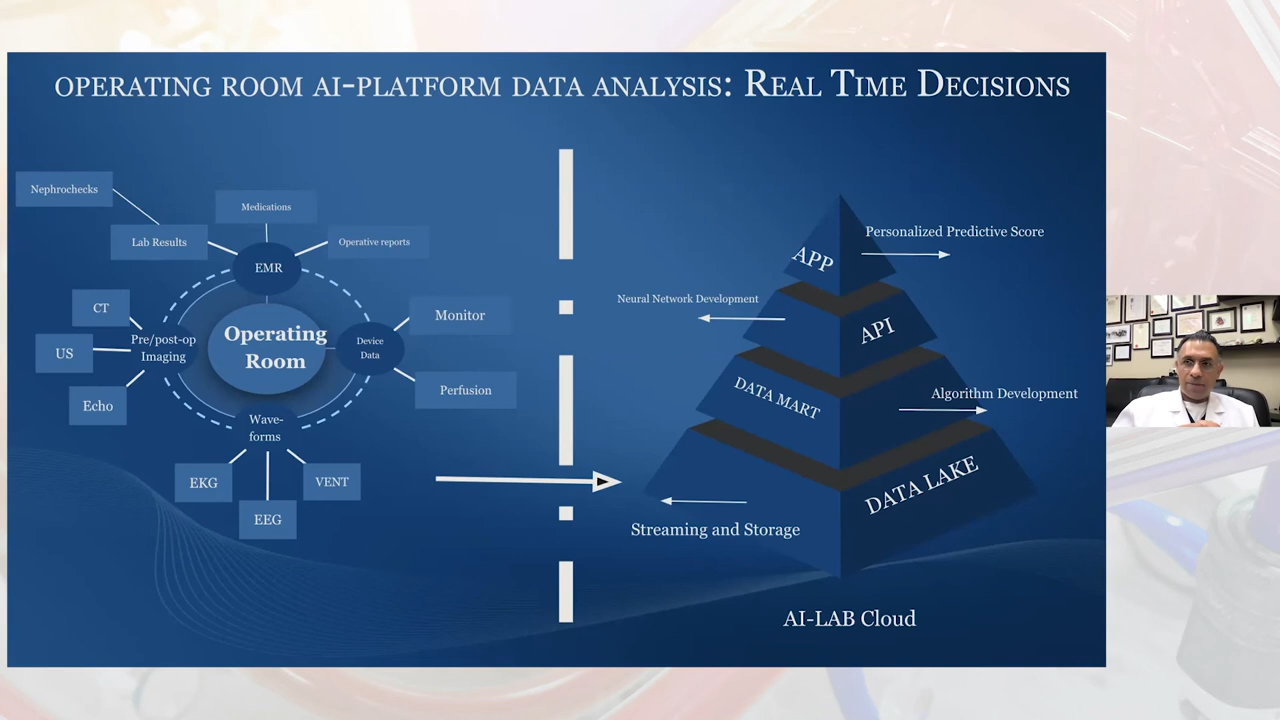 OPERATING ROOM AI-PLATFORM DATA ANALYSIS: REAL TIME DECISIONS
Nephrochecks
Medications
Lab Results
Operative reports
EMR
CT
US
Echo
Pre/post-op
Imaging
Operating
Room
Device
Data
Monitor
Perfusion
Wave-
forms
EKG
EEG
VENT
APP
Personalized Predictive Score
Neural Network Development
API
DATA MART
Algorithm Development
DATA LAKE
Streaming and Storage
AI-LAB Cloud